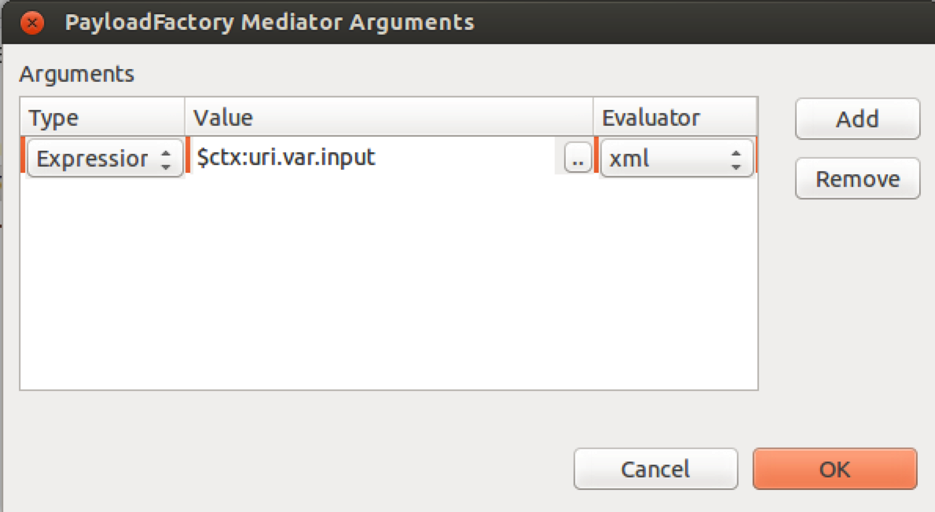 PayloadFactory Mediator Arguments
Arguments
Type Value Evaluator
Expressior $ctx:uri.var.input .. xml
Add
Remove
Cancel OK